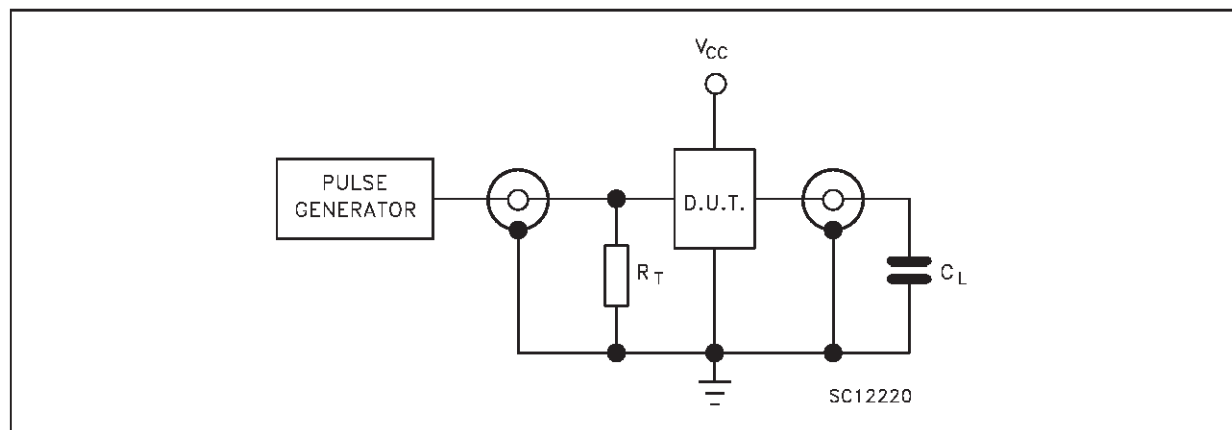 VCC
PULSE
GENERATOR
D.U.T.
RT
CL
SC12220